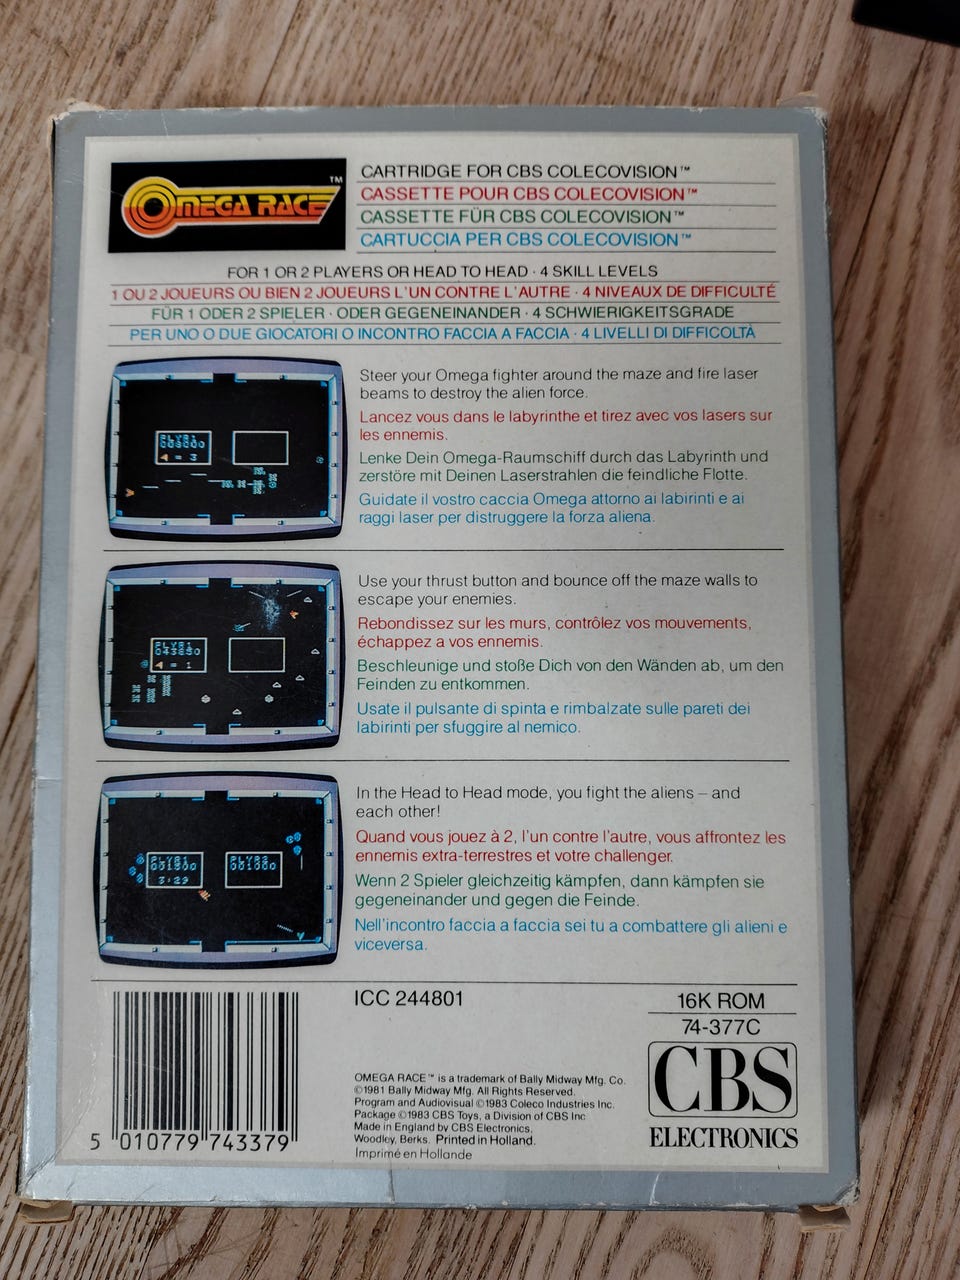 OMEGA RACE™
CARTRIDGE FOR CBS COLECOVISION™
CASSETTE POUR CBS COLECOVISION™
CASSETTE FÜR CBS COLECOVISION™
CARTUCCIA PER CBS COLECOVISION™
FOR 1 OR 2 PLAYERS OR HEAD TO HEAD · 4 SKILL LEVELS
1 OU 2 JOUEURS OU BIEN 2 JOUEURS L'UN CONTRE L'AUTRE · 4 NIVEAUX DE DIFFICULTÉ
FÜR 1 ODER 2 SPIELER · ODER GEGENEINANDER · 4 SCHWIERIGKEITSGRADE
PER UNO O DUE GIOCATORI O INCONTRO FACCIA A FACCIA · 4 LIVELLI DI DIFFICOLTÀ
PLYR1
003000
= 3
Steer your Omega fighter around the maze and fire laser
beams to destroy the alien force.
Lancez vous dans le labyrinthe et tirez avec vos lasers sur
les ennemis.
Lenke Dein Omega-Raumschiff durch das Labyrinth und
zerstöre mit Deinen Laserstrahlen die feindliche Flotte.
Guidate il vostro caccia Omega attorno ai labirinti e ai
raggi laser per distruggere la forza aliena.
PLYR1
= 1
Use your thrust button and bounce off the maze walls to
escape your enemies.
Rebondissez sur les murs, contrôlez vos mouvements,
échappez a vos ennemis.
Beschleunige und stoße Dich von den Wänden ab, um den
Feinden zu entkommen.
Usate il pulsante di spinta e rimbalzate sulle pareti dei
labirinti per sfuggire al nemico.
PLYR1
001500
3:29
PLYR2
001000
In the Head to Head mode, you fight the aliens – and
each other!
Quand vous jouez à 2, l'un contre l'autre, vous affrontez les
ennemis extra-terrestres et votre challenger.
Wenn 2 Spieler gleichzeitig kämpfen, dann kämpfen sie
gegeneinander und gegen die Feinde.
Nell'incontro faccia a faccia sei tu a combattere gli alieni e
viceversa.
5 010779 743379
ICC 244801
OMEGA RACE™ is a trademark of Bally Midway Mfg. Co.
©1981 Bally Midway Mfg. All Rights Reserved.
Program and Audiovisual ©1983 Coleco Industries Inc.
Package ©1983 CBS Toys, a Division of CBS Inc
Made in England by CBS Electronics,
Woodley, Berks. Printed in Holland.
Imprimé en Hollande
16K ROM
74-377C
CBS
ELECTRONICS